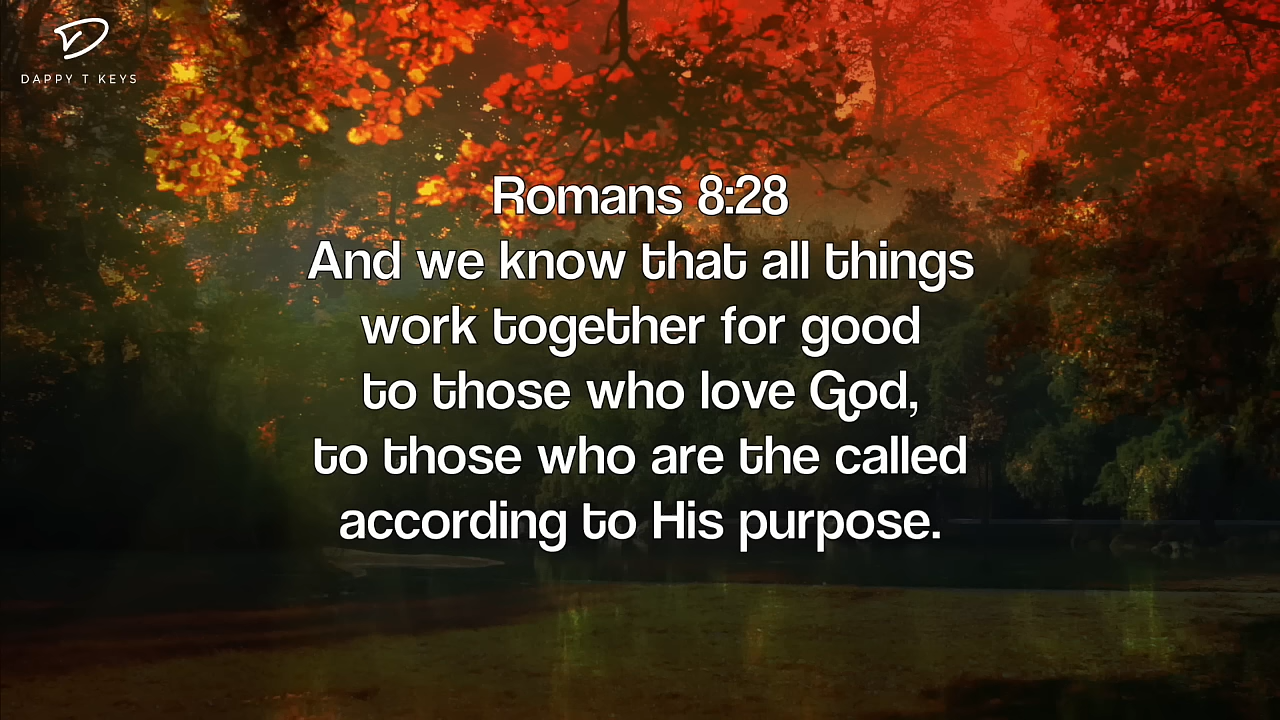 DAPPY T KEYS
Romans 8:28
And we know that all things
work together for good
to those who love God,
to those who are the called
according to His purpose.